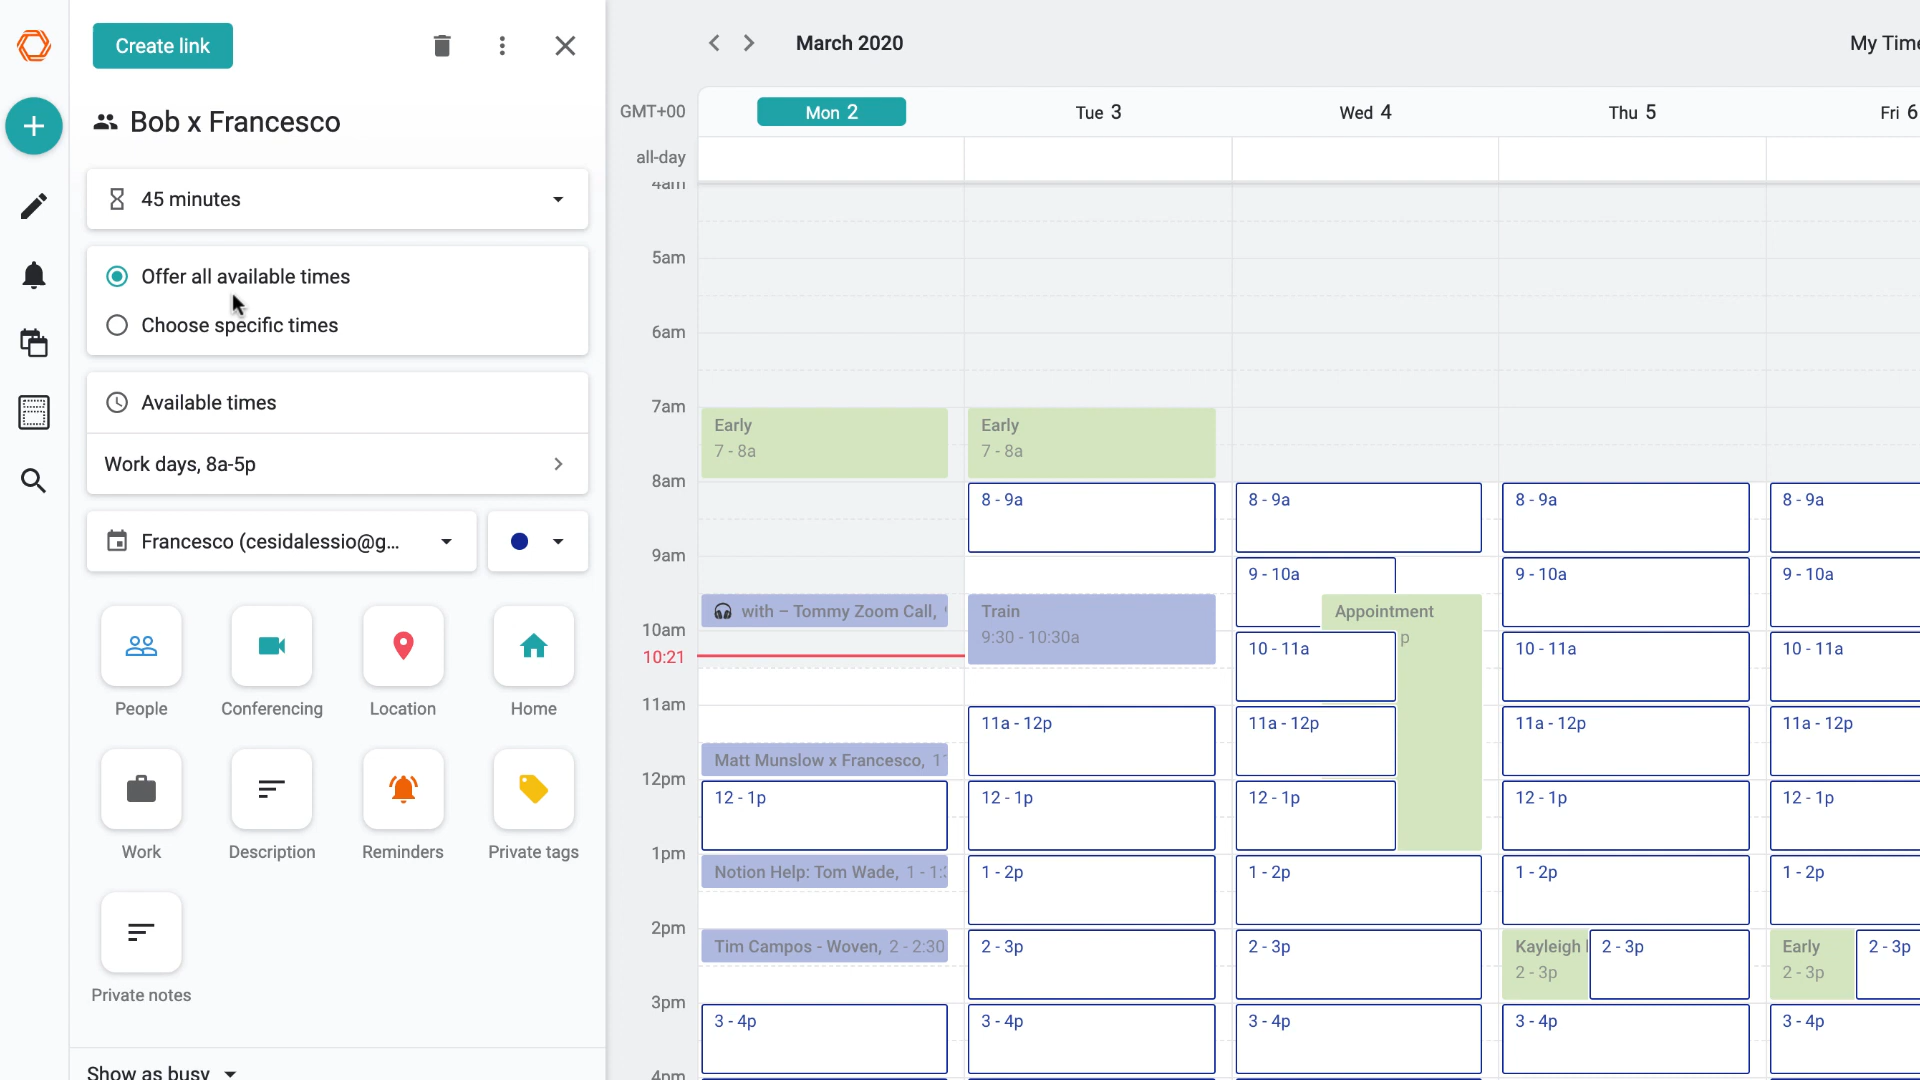 Create link
Bob x Francesco
45 minutes
Offer all available times
Choose specific times
Available times
Work days, 8a-5p
Francesco (cesidalessio@g...
People
Conferencing
Location
Home
Work
Description
Reminders
Private tags
Private notes
Show as busy
March 2020
My Time
GMT+00
Mon 2
Tue 3
Wed 4
Thu 5
Fri 6
all-day
4am
5am
6am
7am
8am
9am
10am
10:21
11am
12pm
1pm
2pm
3pm
4pm
Early
7 - 8a
with – Tommy Zoom Call,
Matt Munslow x Francesco, 1
12 - 1p
Notion Help: Tom Wade, 1 - 1:
Tim Campos - Woven, 2 - 2:30
3 - 4p
Early
7 - 8a
8 - 9a
Train
9:30 - 10:30a
11a - 12p
12 - 1p
1 - 2p
2 - 3p
3 - 4p
8 - 9a
9 - 10a
Appointment
p
10 - 11a
11a - 12p
12 - 1p
1 - 2p
2 - 3p
3 - 4p
8 - 9a
9 - 10a
10 - 11a
11a - 12p
12 - 1p
1 - 2p
Kayleigh
2 - 3p
2 - 3p
3 - 4p
8 - 9a
9 - 10a
10 - 11a
11a - 12p
12 - 1p
1 - 2p
Early
2 - 3p
2 - 3p
3 - 4p